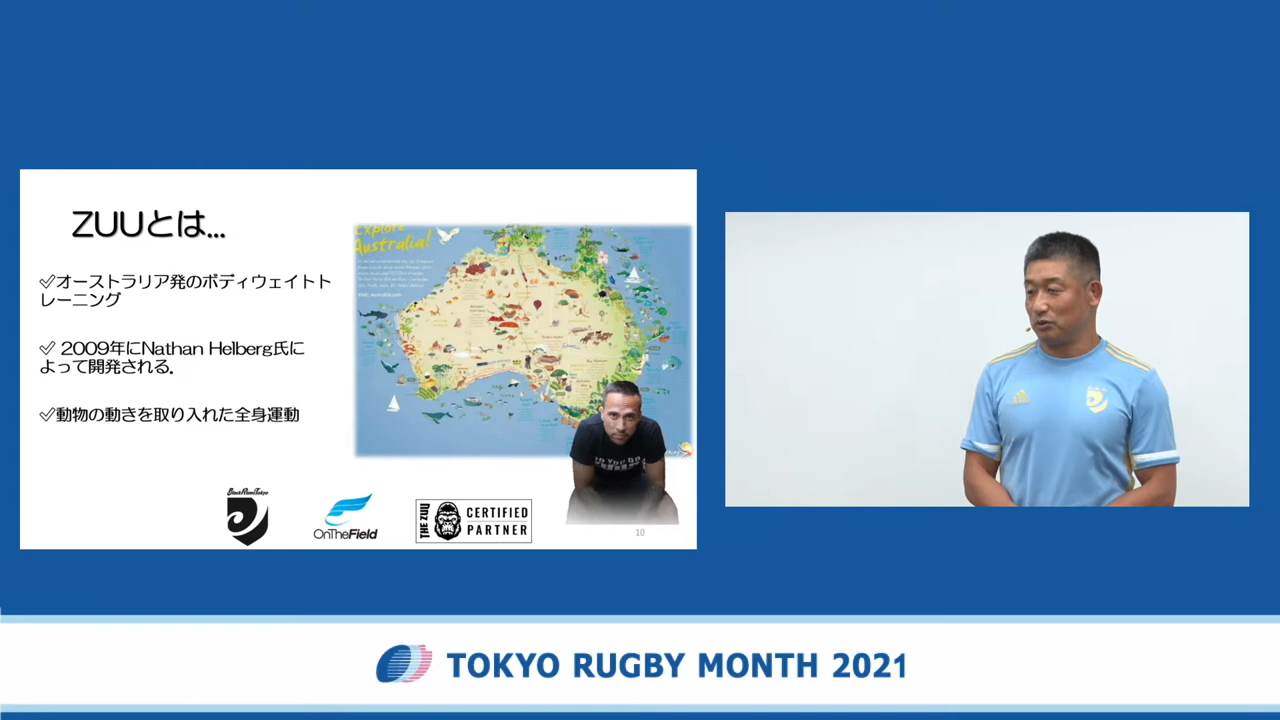 ZUUとは...
✓オーストラリア発のボディウェイトト
レーニング
✓ 2009年にNathan Helberg氏に
よって開発される。
✓動物の動きを取り入れた全身運動
Explore
Australia!
BlackRamsTokyo
OnTheField
THE ZUU
CERTIFIED
PARTNER
10
TOKYO RUGBY MONTH 2021